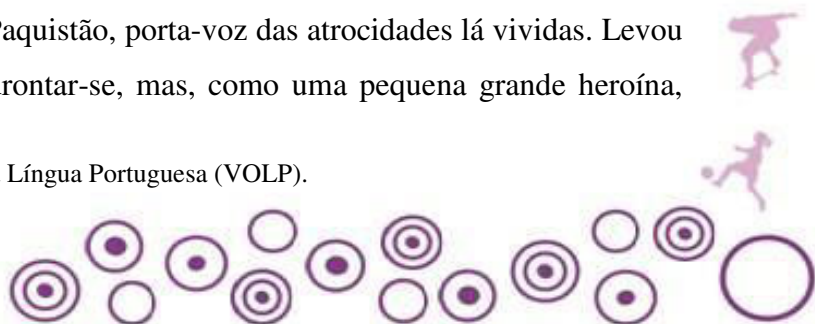 Paquistão, porta-voz das atrocidades lá vividas. Levou
rontar-se, mas, como uma pequena grande heroína,
Língua Portuguesa (VOLP).